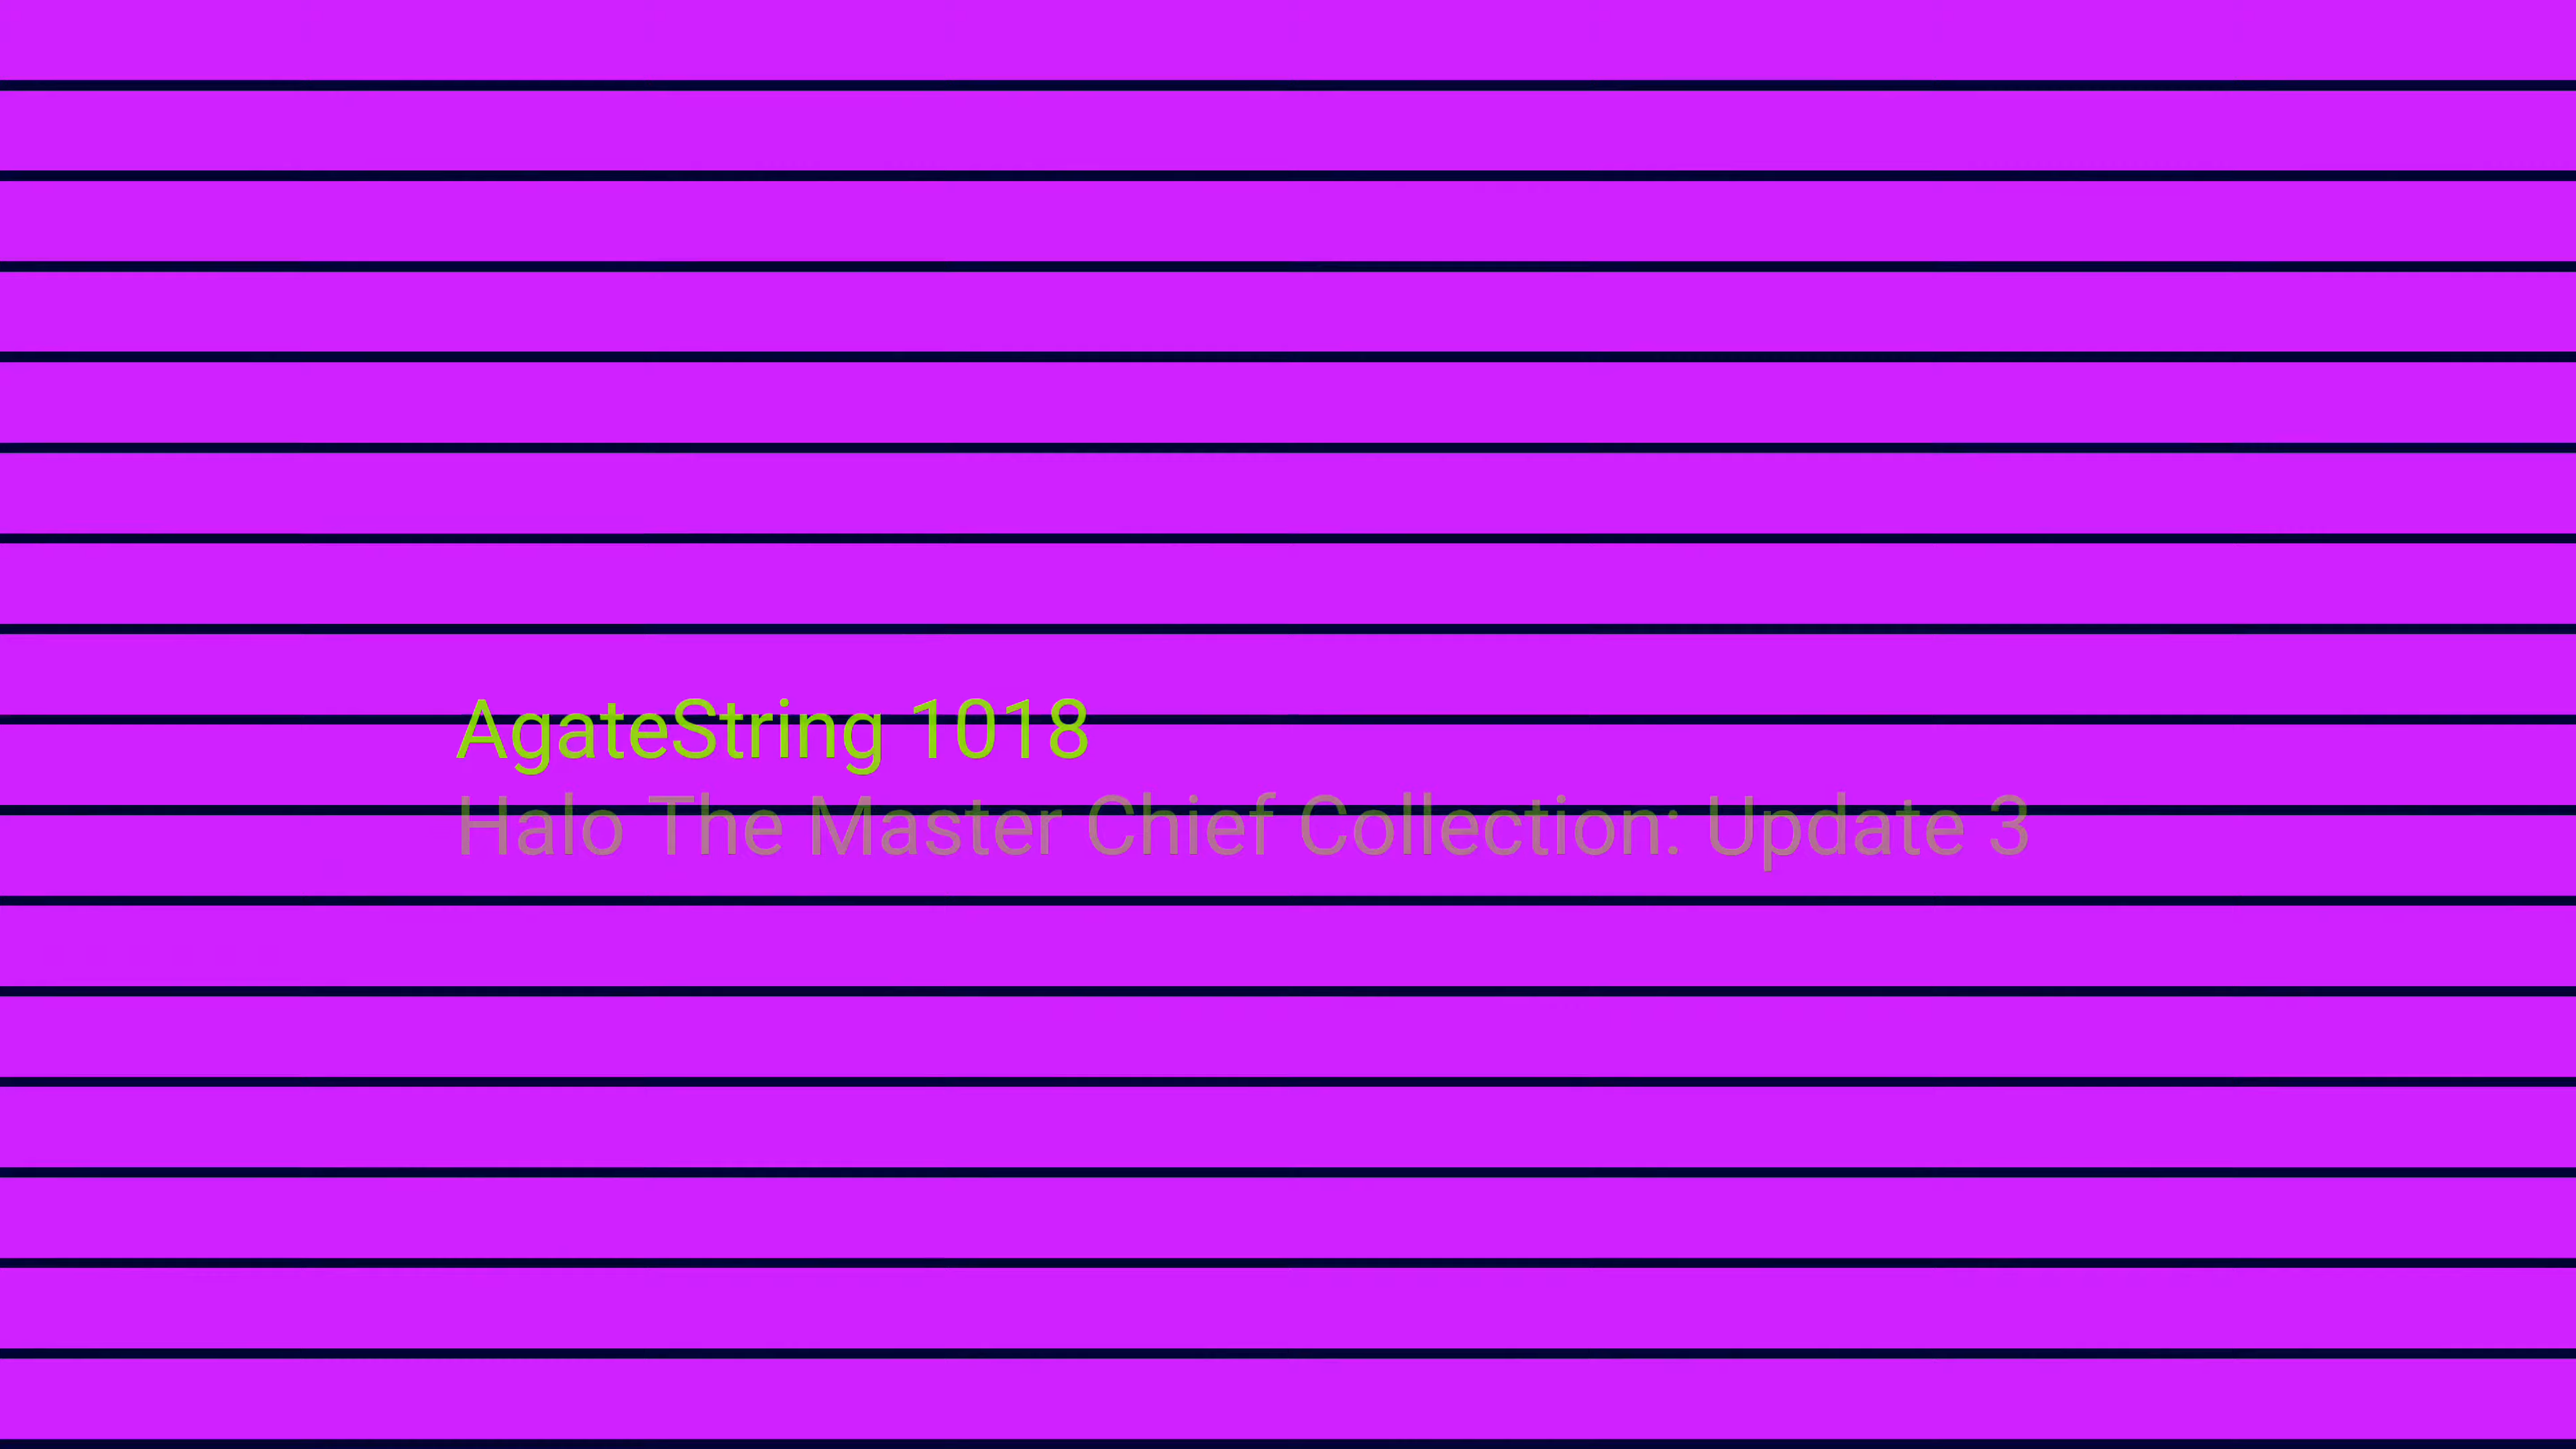 AgateString 1018
Halo The Master Chief Collection: Update 3